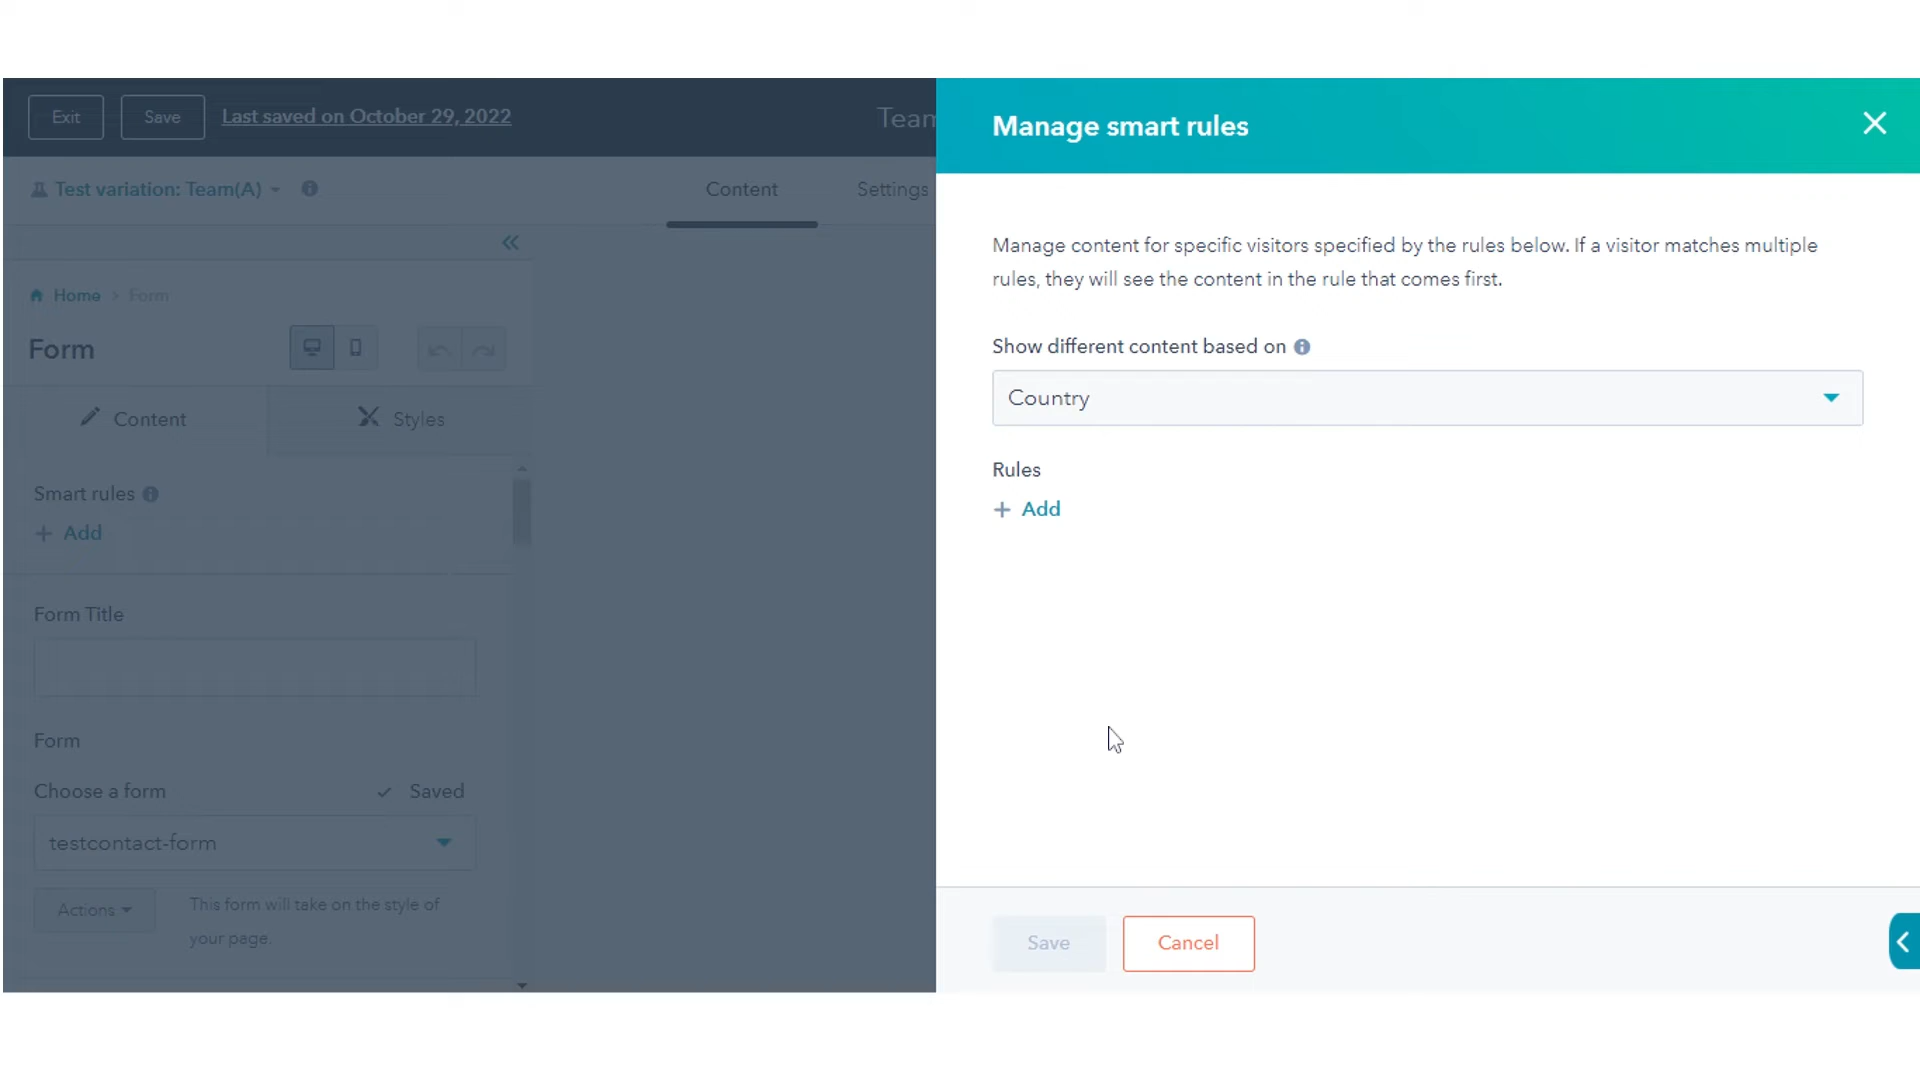 Exit
Save
Last saved on October 29, 2022
Team
Test variation: Team(A)
Content
Settings
Home > Form
Form
Content
Styles
Smart rules
+ Add
Form Title
Form
Choose a form
Saved
testcontact-form
Actions
This form will take on the style of
your page.
Manage smart rules
Manage content for specific visitors specified by the rules below. If a visitor matches multiple
rules, they will see the content in the rule that comes first.
Show different content based on
Country
Rules
+ Add
Save
Cancel